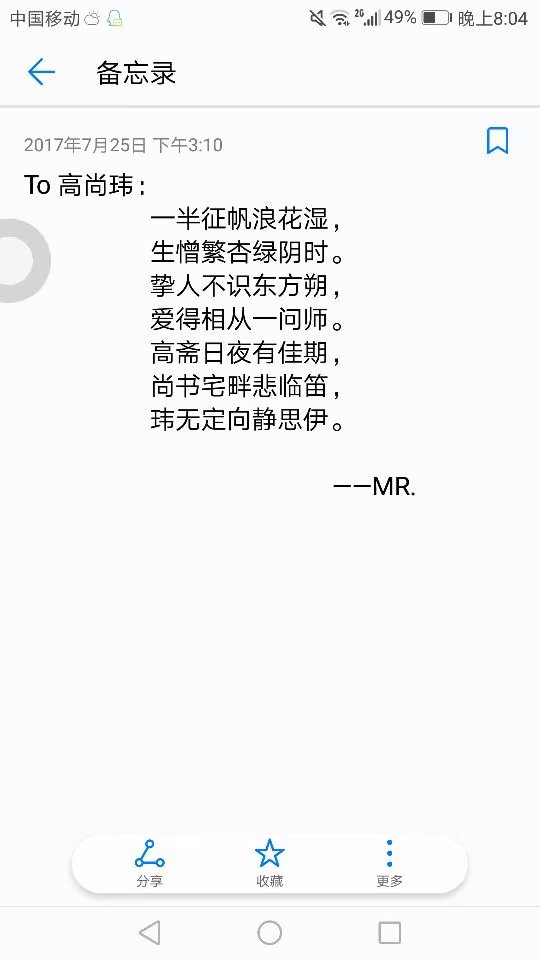 中国移动 2G 49% 晚上8:04
备忘录
2017年7月25日 下午3:10
To 高尚玮：
一半征帆浪花湿，
生憎繁杏绿阴时。
挚人不识东方朔，
爱得相从一问师。
高斋日夜有佳期，
尚书宅畔悲临笛，
玮无定向静思伊。
——MR.
分享 收藏 更多